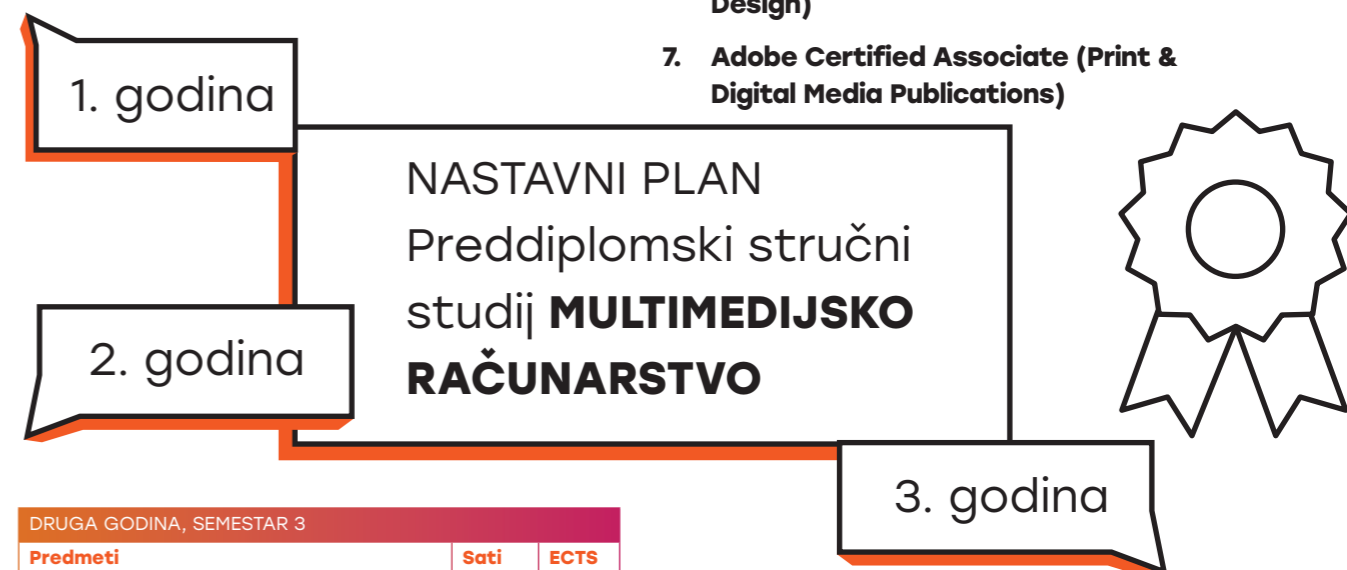 Design)
7. Adobe Certified Associate (Print &
Digital Media Publications)
1. godina
NASTAVNI PLAN
Preddiplomski stručni
studij MULTIMEDIJSKO
RAČUNARSTVO
2. godina
3. godina
DRUGA GODINA, SEMESTAR 3
Predmeti Sati ECTS